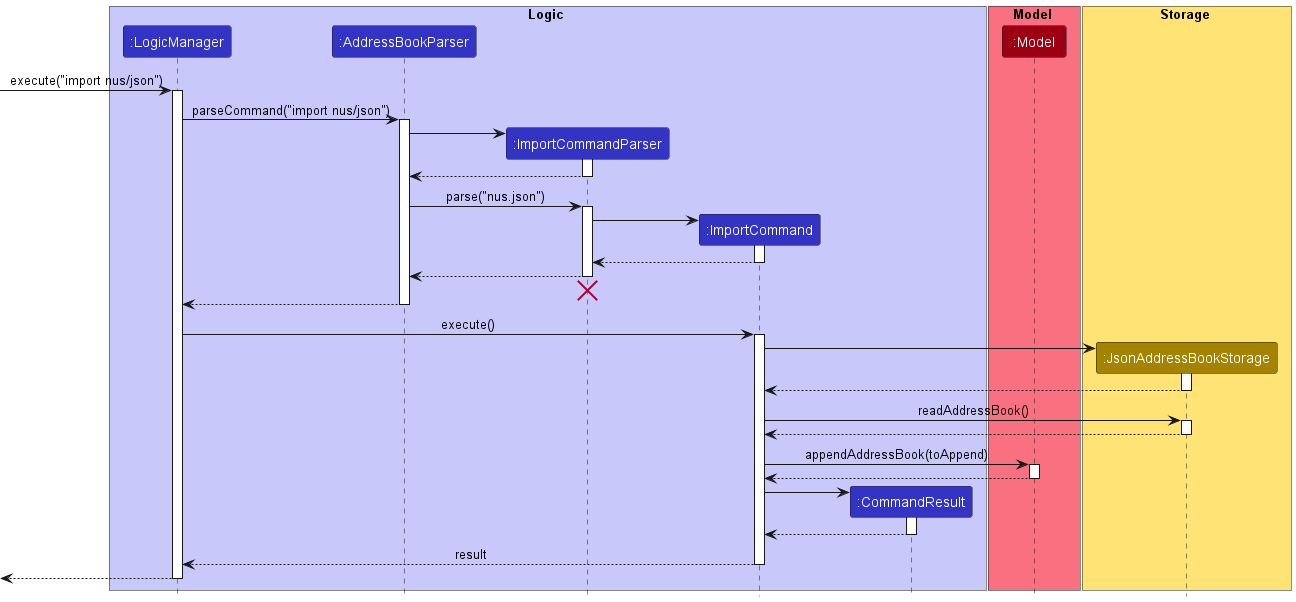 Logic
Model
Storage
:LogicManager
:AddressBookParser
:Model
execute("import nus/json")
parseCommand("import nus/json")
:ImportCommandParser
parse("nus.json")
:ImportCommand
execute()
:JsonAddressBookStorage
readAddressBook()
appendAddressBook(toAppend)
:CommandResult
result